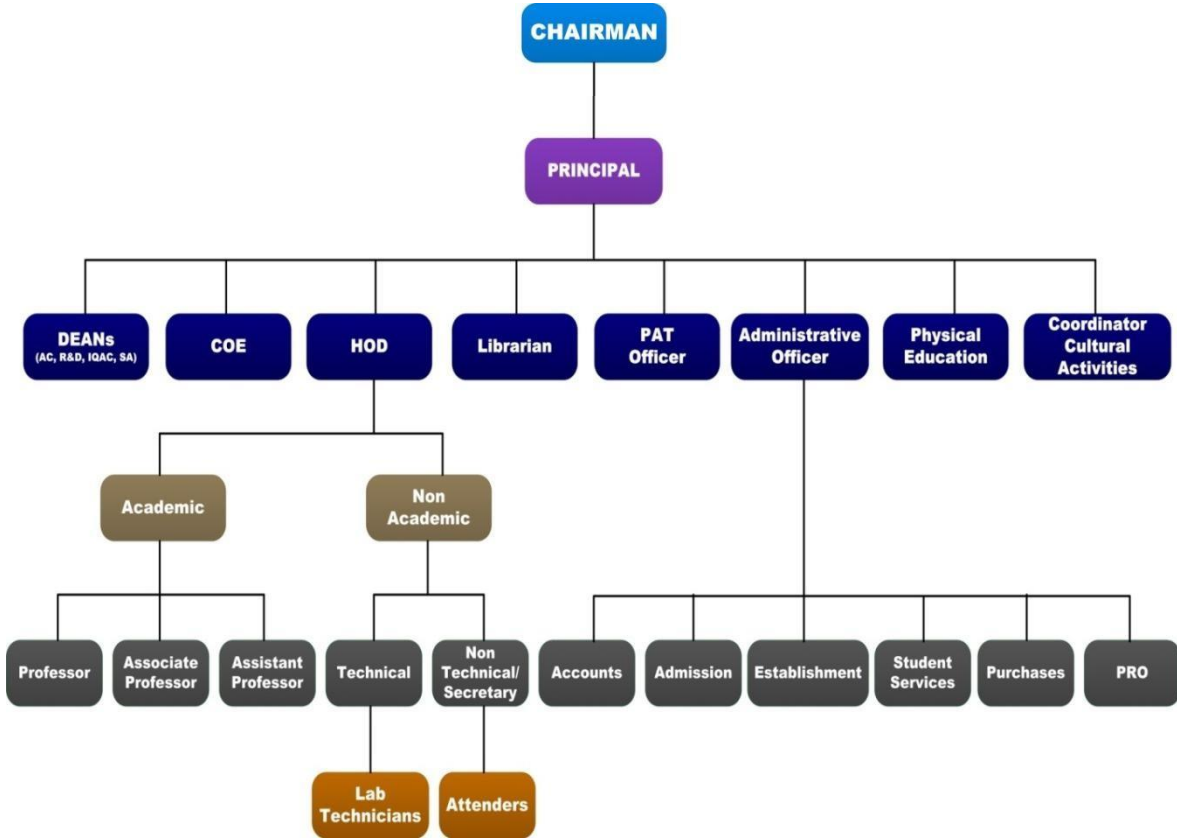 CHAIRMAN
PRINCIPAL
DEANs
(AC, R&D, IQAC, SA)
COE
HOD
Librarian
PAT
Officer
Administrative
Officer
Physical
Education
Coordinator
Cultural
Activities
Academic
Non
Academic
Professor
Associate
Professor
Assistant
Professor
Technical
Non
Technical/
Secretary
Accounts
Admission
Establishment
Student
Services
Purchases
PRO
Lab
Technicians
Attenders